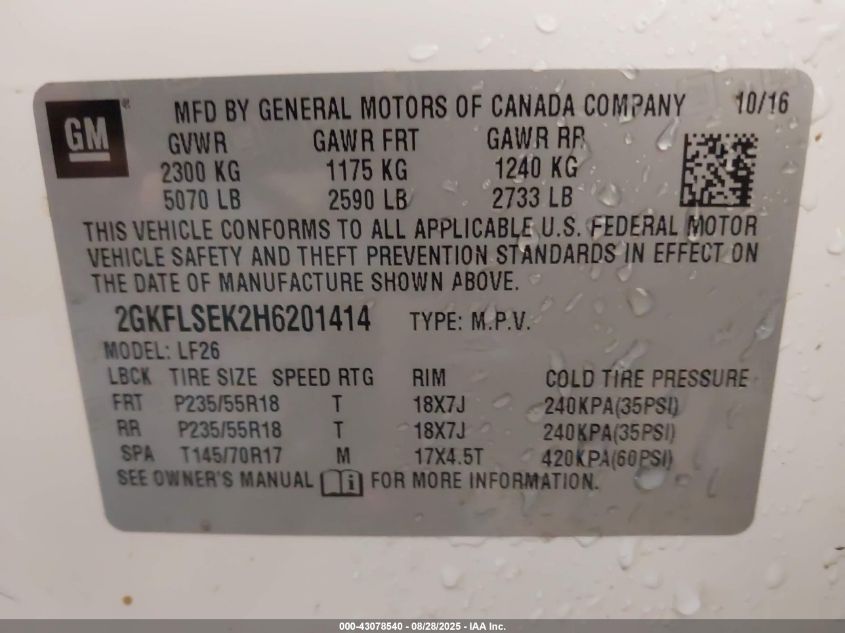 GM ® MFD BY GENERAL MOTORS OF CANADA COMPANY 10/16
GVWR GAWR FRT GAWR RR
2300 KG 1175 KG 1240 KG
5070 LB 2590 LB 2733 LB
THIS VEHICLE CONFORMS TO ALL APPLICABLE U.S. FEDERAL MOTOR
VEHICLE SAFETY AND THEFT PREVENTION STANDARDS IN EFFECT ON
THE DATE OF MANUFACTURE SHOWN ABOVE.
2GKFLSEK2H6201414 TYPE: M.P.V.
MODEL: LF26
LBCK TIRE SIZE SPEED RTG RIM COLD TIRE PRESSURE
FRT P235/55R18 T 18X7J 240KPA(35PSI)
RR P235/55R18 T 18X7J 240KPA(35PSI)
SPA T145/70R17 M 17X4.5T 420KPA(60PSI)
SEE OWNER'S MANUAL i FOR MORE INFORMATION.
000-43078540 - 08/28/2025 - IAA Inc.